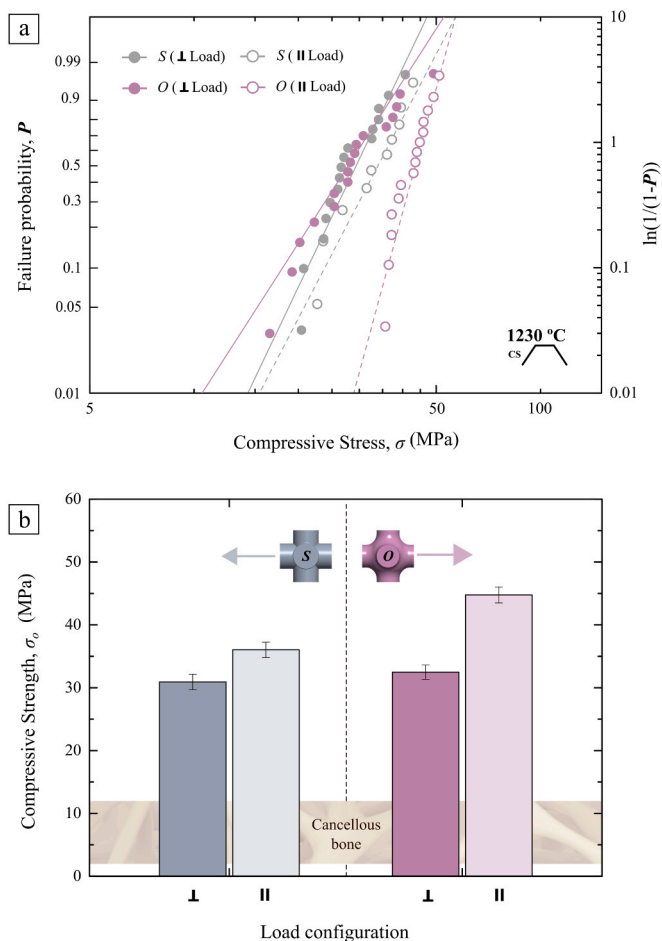 a
S (⊥ Load)
S (|| Load)
O (⊥ Load)
O (|| Load)
Failure probability, P
0.99
0.9
0.5
0.3
0.1
0.05
0.01
ln(1/(1-P))
10
1
0.1
0.01
1230 ºC
CS
5
50
100
Compressive Stress, σ (MPa)
b
Compressive Strength, σo (MPa)
60
50
40
30
20
10
0
S
O
Cancellous
bone
⊥
||
⊥
||
Load configuration